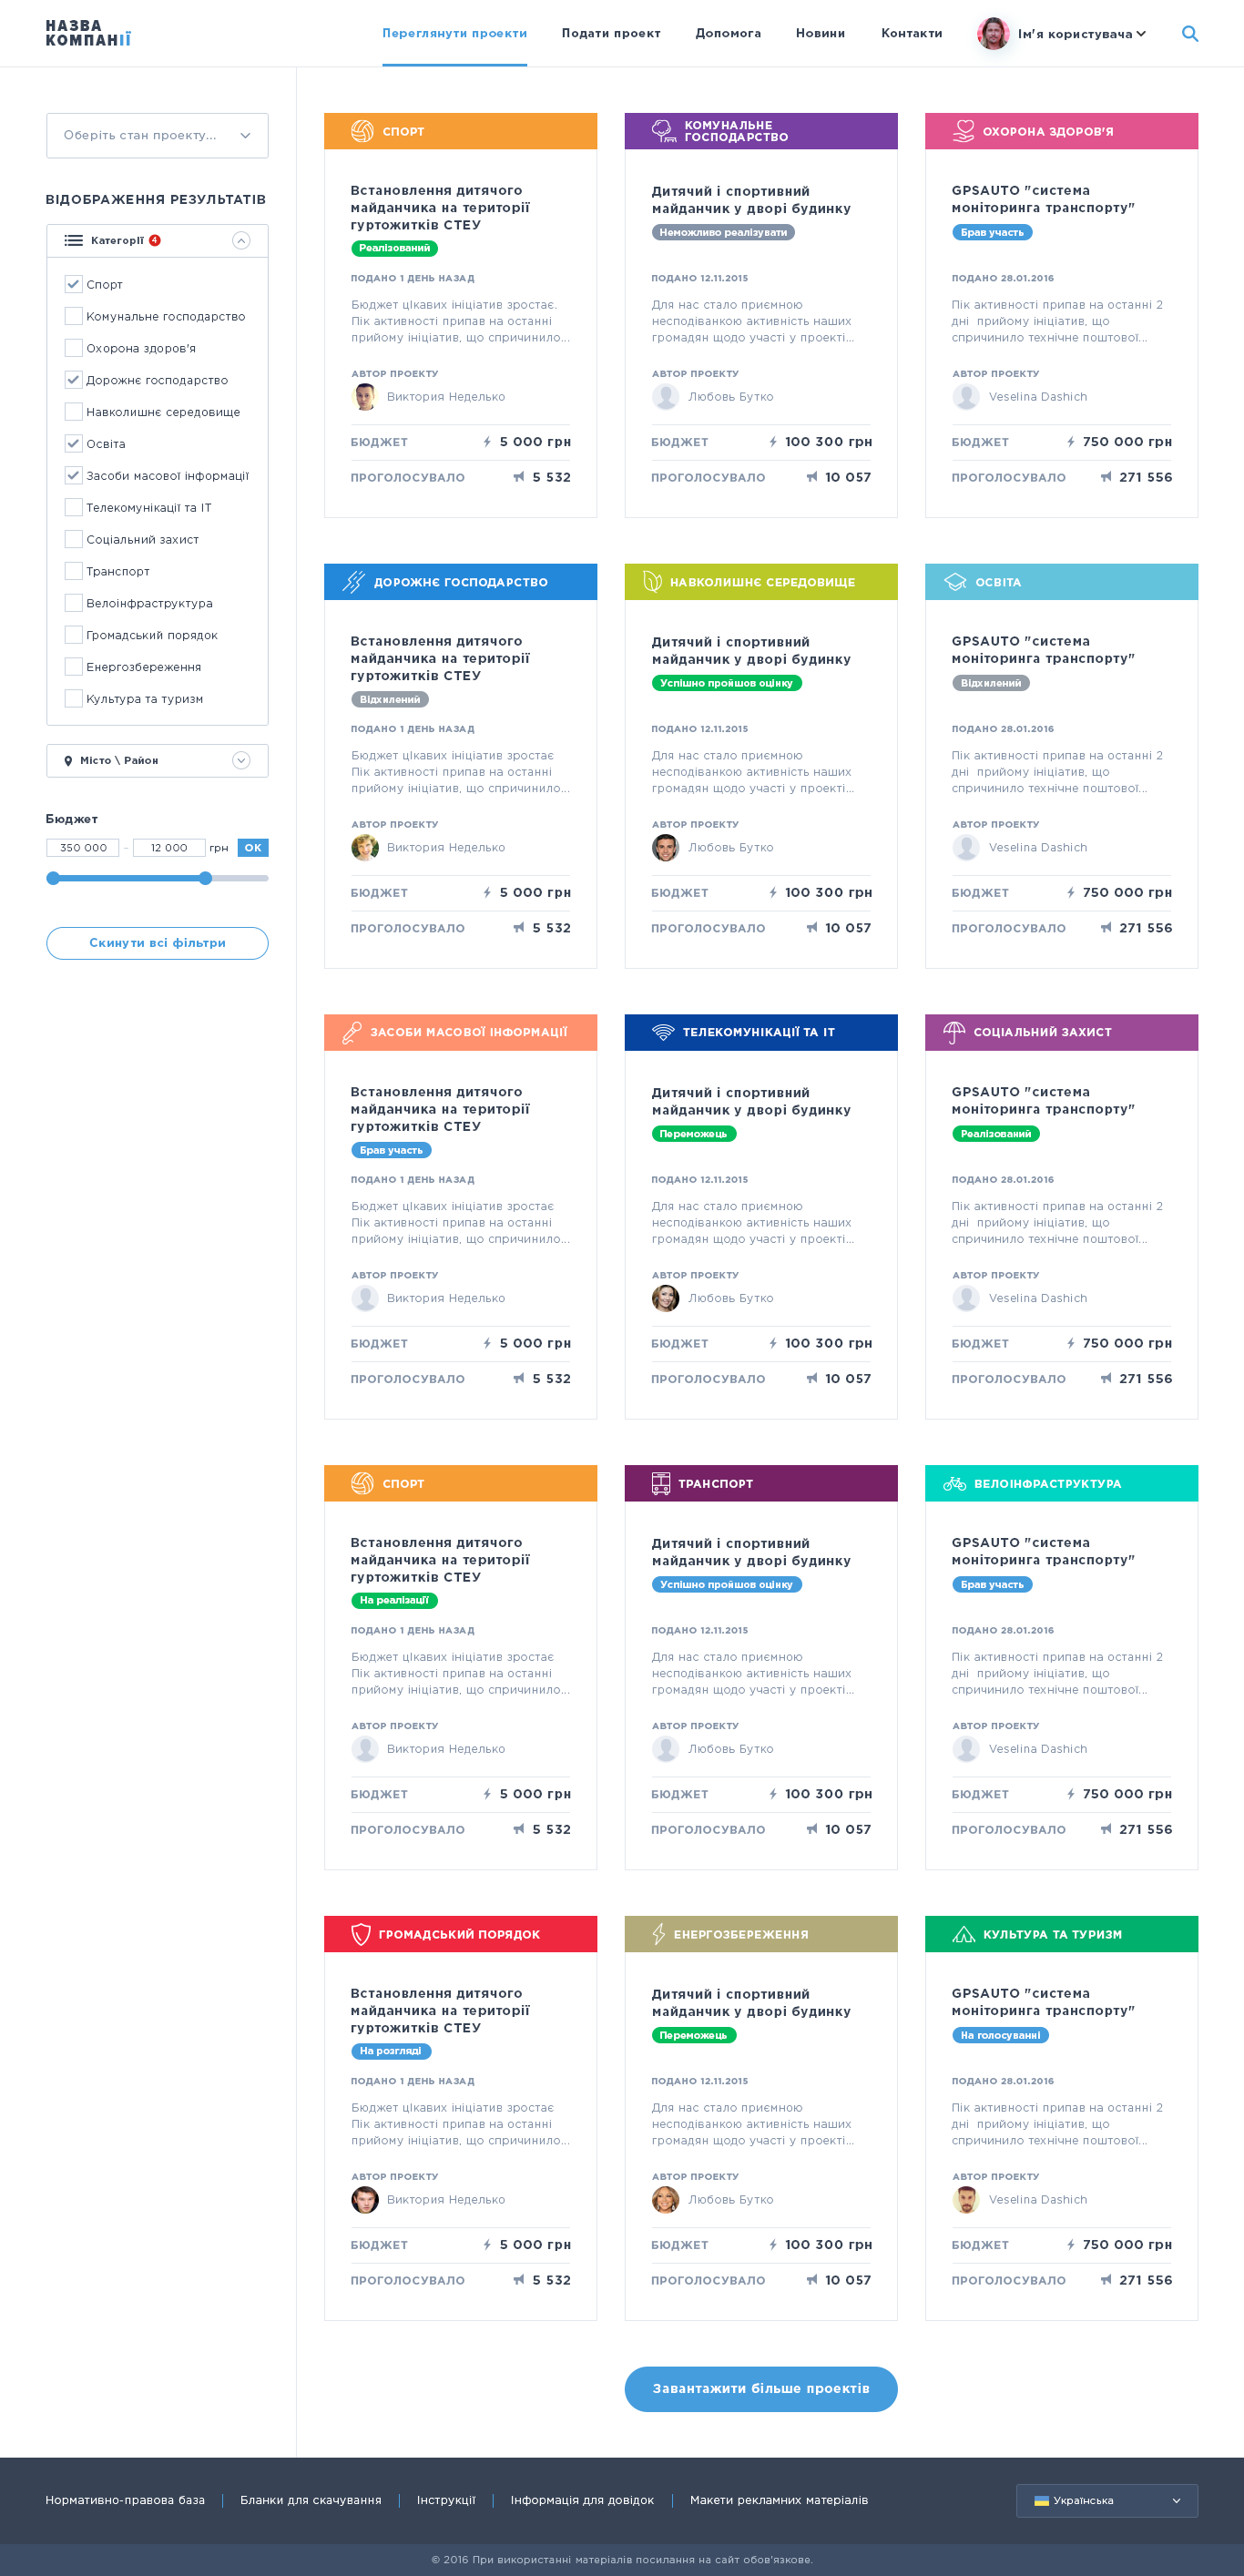 НАЗВА
КОМПАНІЇ
Переглянути проекти
Подати проект
Допомога
Новини
Контакти
Ім'я користувача
Оберіть стан проекту...
ВІДОБРАЖЕННЯ РЕЗУЛЬТАТІВ
Категорії 4
Спорт
Комунальне господарство
Охорона здоров'я
Дорожнє господарство
Навколишнє середовище
Освіта
Засоби масової інформації
Телекомунікації та ІТ
Соціальний захист
Транспорт
Велоінфраструктура
Громадський порядок
Енергозбереження
Культура та туризм
Місто \ Район
Бюджет
350 000 - 12 000 грн OK
Скинути всі фільтри
СПОРТ
Встановлення дитячого
майданчика на території
гуртожитків СТЕУ
Реалізований
ПОДАНО 1 ДЕНЬ НАЗАД
Бюджет цІкавих ініціатив зростає.
Пік активності припав на останні
прийому ініціатив, що спричинило...
АВТОР ПРОЕКТУ
Виктория Неделько
БЮДЖЕТ 5 000 грн
ПРОГОЛОСУВАЛО 5 532
КОМУНАЛЬНЕ
ГОСПОДАРСТВО
Дитячий і спортивний
майданчик у дворі будинку
Неможливо реалізувати
ПОДАНО 12.11.2015
Для нас стало приємною
несподіванкою активність наших
громадян щодо участі у проекті...
АВТОР ПРОЕКТУ
Любовь Бутко
БЮДЖЕТ 100 300 грн
ПРОГОЛОСУВАЛО 10 057
ОХОРОНА ЗДОРОВ'Я
GPSAUTO "система
моніторинга транспорту"
Брав участь
ПОДАНО 28.01.2016
Пік активності припав на останні 2
дні  прийому ініціатив, що
спричинило технічне поштової...
АВТОР ПРОЕКТУ
Veselina Dashich
БЮДЖЕТ 750 000 грн
ПРОГОЛОСУВАЛО 271 556
ДОРОЖНЄ ГОСПОДАРСТВО
Встановлення дитячого
майданчика на території
гуртожитків СТЕУ
Відхилений
ПОДАНО 1 ДЕНЬ НАЗАД
Бюджет цІкавих ініціатив зростає
Пік активності припав на останні
прийому ініціатив, що спричинило...
АВТОР ПРОЕКТУ
Виктория Неделько
БЮДЖЕТ 5 000 грн
ПРОГОЛОСУВАЛО 5 532
НАВКОЛИШНЄ СЕРЕДОВИЩЕ
Дитячий і спортивний
майданчик у дворі будинку
Успішно пройшов оцінку
ПОДАНО 12.11.2015
Для нас стало приємною
несподіванкою активність наших
громадян щодо участі у проекті...
АВТОР ПРОЕКТУ
Любовь Бутко
БЮДЖЕТ 100 300 грн
ПРОГОЛОСУВАЛО 10 057
ОСВІТА
GPSAUTO "система
моніторинга транспорту"
Відхилений
ПОДАНО 28.01.2016
Пік активності припав на останні 2
дні  прийому ініціатив, що
спричинило технічне поштової...
АВТОР ПРОЕКТУ
Veselina Dashich
БЮДЖЕТ 750 000 грн
ПРОГОЛОСУВАЛО 271 556
ЗАСОБИ МАСОВОЇ ІНФОРМАЦІЇ
Встановлення дитячого
майданчика на території
гуртожитків СТЕУ
Брав участь
ПОДАНО 1 ДЕНЬ НАЗАД
Бюджет цІкавих ініціатив зростає
Пік активності припав на останні
прийому ініціатив, що спричинило...
АВТОР ПРОЕКТУ
Виктория Неделько
БЮДЖЕТ 5 000 грн
ПРОГОЛОСУВАЛО 5 532
ТЕЛЕКОМУНІКАЦІЇ ТА ІТ
Дитячий і спортивний
майданчик у дворі будинку
Переможець
ПОДАНО 12.11.2015
Для нас стало приємною
несподіванкою активність наших
громадян щодо участі у проекті...
АВТОР ПРОЕКТУ
Любовь Бутко
БЮДЖЕТ 100 300 грн
ПРОГОЛОСУВАЛО 10 057
СОЦІАЛЬНИЙ ЗАХИСТ
GPSAUTO "система
моніторинга транспорту"
Реалізований
ПОДАНО 28.01.2016
Пік активності припав на останні 2
дні  прийому ініціатив, що
спричинило технічне поштової...
АВТОР ПРОЕКТУ
Veselina Dashich
БЮДЖЕТ 750 000 грн
ПРОГОЛОСУВАЛО 271 556
СПОРТ
Встановлення дитячого
майданчика на території
гуртожитків СТЕУ
На реалізації
ПОДАНО 1 ДЕНЬ НАЗАД
Бюджет цІкавих ініціатив зростає
Пік активності припав на останні
прийому ініціатив, що спричинило...
АВТОР ПРОЕКТУ
Виктория Неделько
БЮДЖЕТ 5 000 грн
ПРОГОЛОСУВАЛО 5 532
ТРАНСПОРТ
Дитячий і спортивний
майданчик у дворі будинку
Успішно пройшов оцінку
ПОДАНО 12.11.2015
Для нас стало приємною
несподіванкою активність наших
громадян щодо участі у проекті...
АВТОР ПРОЕКТУ
Любовь Бутко
БЮДЖЕТ 100 300 грн
ПРОГОЛОСУВАЛО 10 057
ВЕЛОІНФРАСТРУКТУРА
GPSAUTO "система
моніторинга транспорту"
Брав участь
ПОДАНО 28.01.2016
Пік активності припав на останні 2
дні  прийому ініціатив, що
спричинило технічне поштової...
АВТОР ПРОЕКТУ
Veselina Dashich
БЮДЖЕТ 750 000 грн
ПРОГОЛОСУВАЛО 271 556
ГРОМАДСЬКИЙ ПОРЯДОК
Встановлення дитячого
майданчика на території
гуртожитків СТЕУ
На розгляді
ПОДАНО 1 ДЕНЬ НАЗАД
Бюджет цІкавих ініціатив зростає
Пік активності припав на останні
прийому ініціатив, що спричинило...
АВТОР ПРОЕКТУ
Виктория Неделько
БЮДЖЕТ 5 000 грн
ПРОГОЛОСУВАЛО 5 532
ЕНЕРГОЗБЕРЕЖЕННЯ
Дитячий і спортивний
майданчик у дворі будинку
Переможець
ПОДАНО 12.11.2015
Для нас стало приємною
несподіванкою активність наших
громадян щодо участі у проекті...
АВТОР ПРОЕКТУ
Любовь Бутко
БЮДЖЕТ 100 300 грн
ПРОГОЛОСУВАЛО 10 057
КУЛЬТУРА ТА ТУРИЗМ
GPSAUTO "система
моніторинга транспорту"
На голосуванні
ПОДАНО 28.01.2016
Пік активності припав на останні 2
дні  прийому ініціатив, що
спричинило технічне поштової...
АВТОР ПРОЕКТУ
Veselina Dashich
БЮДЖЕТ 750 000 грн
ПРОГОЛОСУВАЛО 271 556
Завантажити більше проектів
Нормативно-правова база
Бланки для скачування
Інструкції
Інформація для довідок
Макети рекламних матеріалів
Українська
© 2016 При використанні матеріалів посилання на сайт обов'язкове.